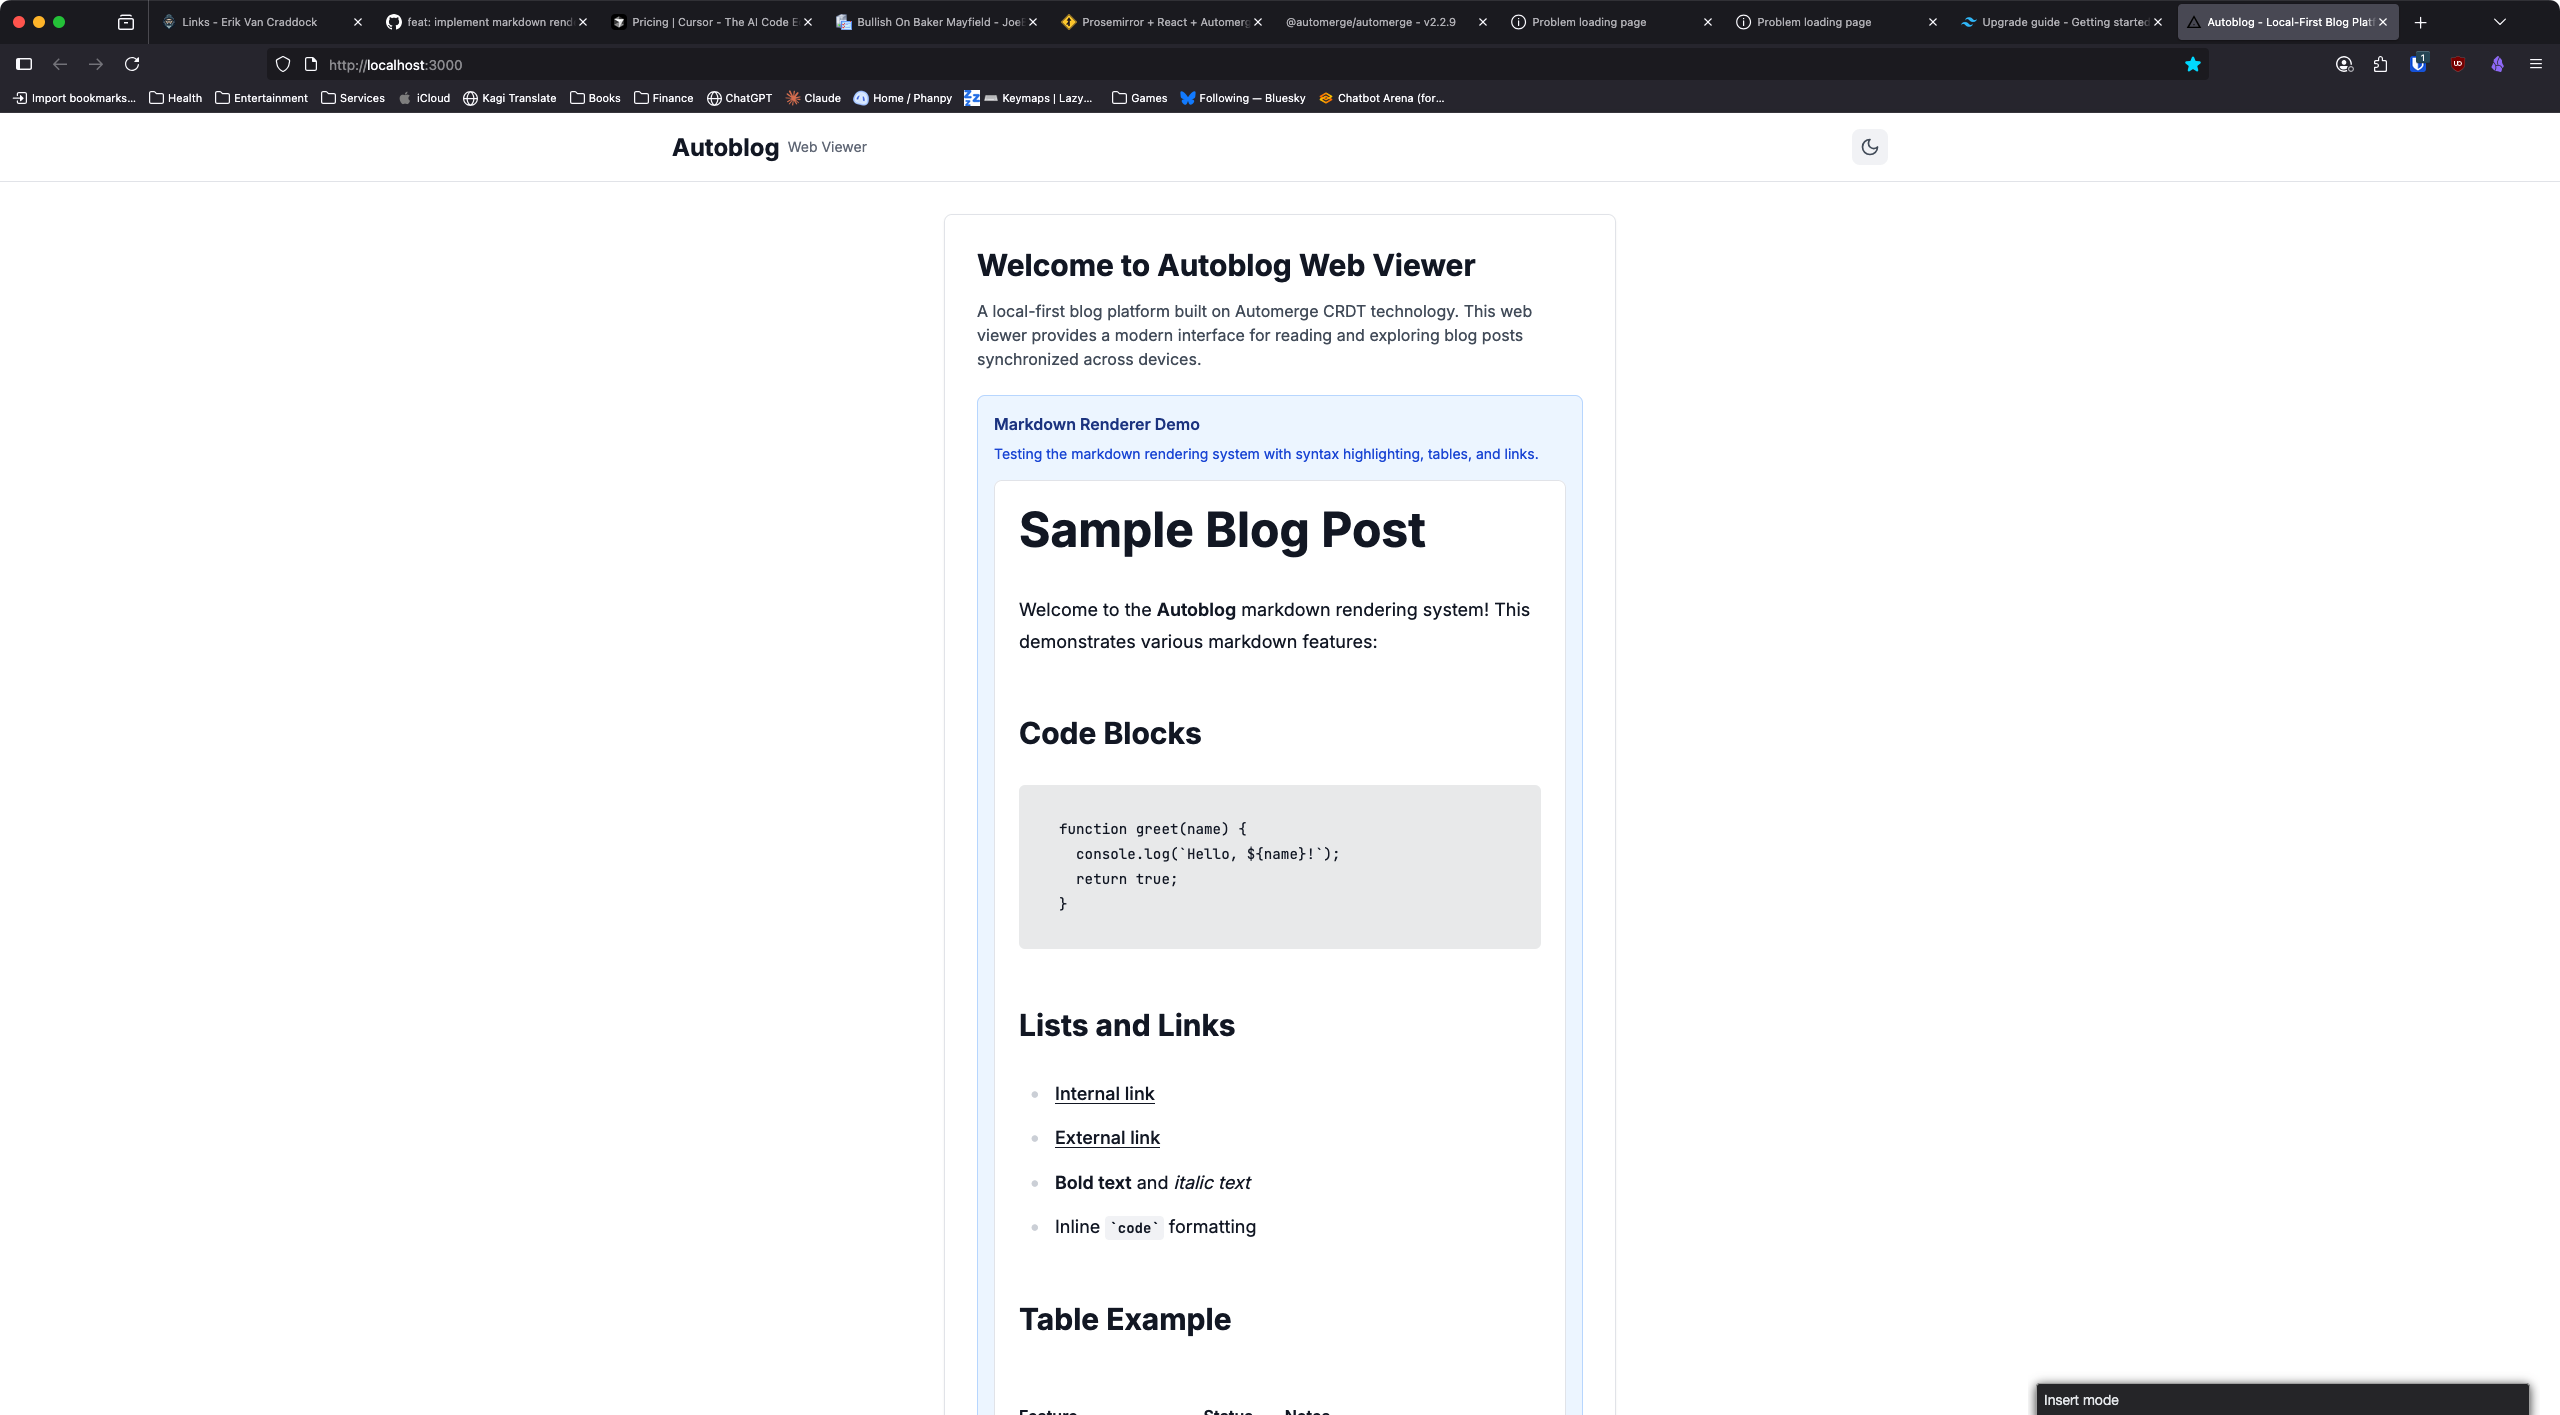 Links - Erik Van Craddock
feat: implement markdown rend
Pricing | Cursor - The AI Code E
Bullish On Baker Mayfield - JoeB
Prosemirror + React + Automerg
@automerge/automerge - v2.2.9
Problem loading page
Problem loading page
Upgrade guide - Getting started
Autoblog - Local-First Blog Plat
http://localhost:3000
1
Import bookmarks...
Health
Entertainment
Services
iCloud
Kagi Translate
Books
Finance
ChatGPT
Claude
Home / Phanpy
Keymaps | Lazy...
Games
Following — Bluesky
Chatbot Arena (for...
Autoblog Web Viewer
Welcome to Autoblog Web Viewer
A local-first blog platform built on Automerge CRDT technology. This web
viewer provides a modern interface for reading and exploring blog posts
synchronized across devices.
Markdown Renderer Demo
Testing the markdown rendering system with syntax highlighting, tables, and links.
Sample Blog Post
Welcome to the Autoblog markdown rendering system! This
demonstrates various markdown features:
Code Blocks
function greet(name) {
  console.log(`Hello, ${name}!`);
  return true;
}
Lists and Links
Internal link
External link
Bold text and italic text
Inline `code` formatting
Table Example
Feature Status Notes
Insert mode